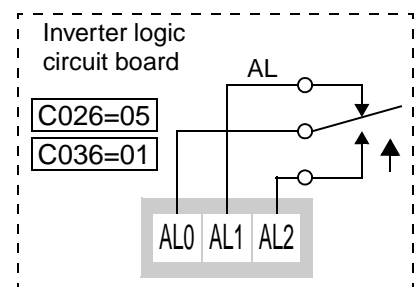 Inverter logic
circuit board
AL
C026=05
C036=01
AL0 AL1 AL2